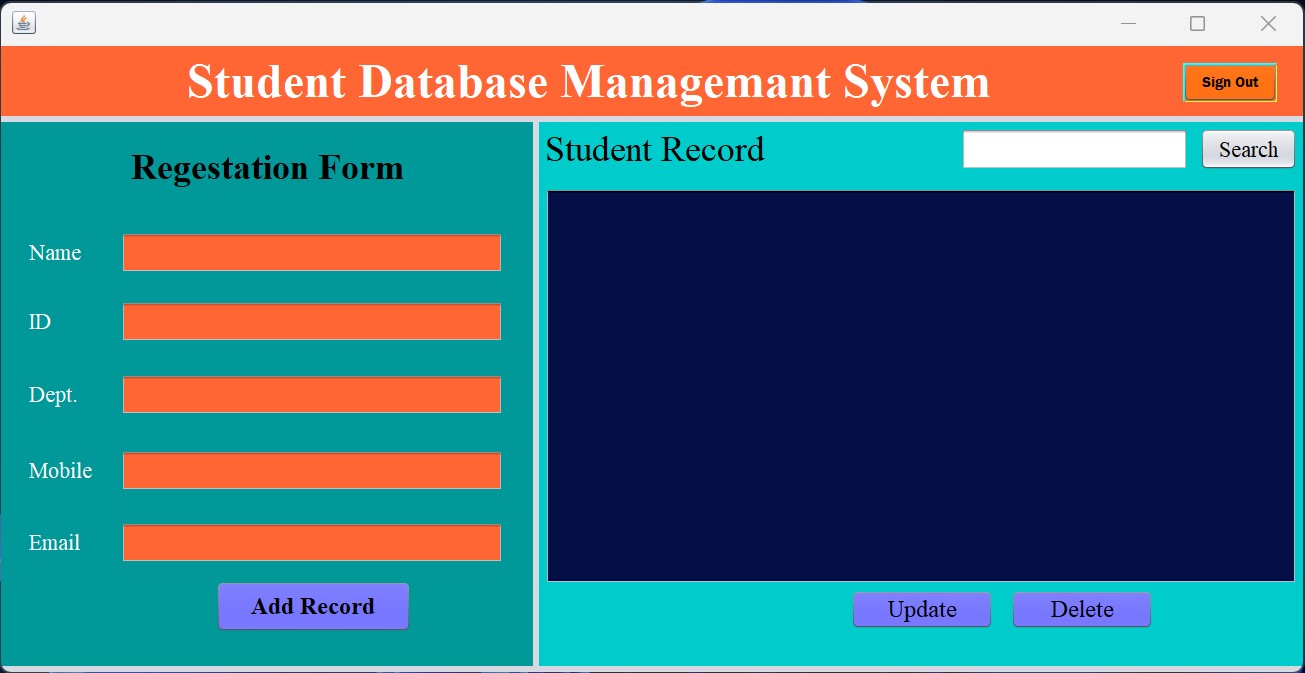 Student Database Managemant System
Sign Out
Regestation Form
Name
ID
Dept.
Mobile
Email
Add Record
Student Record
Search
Update
Delete